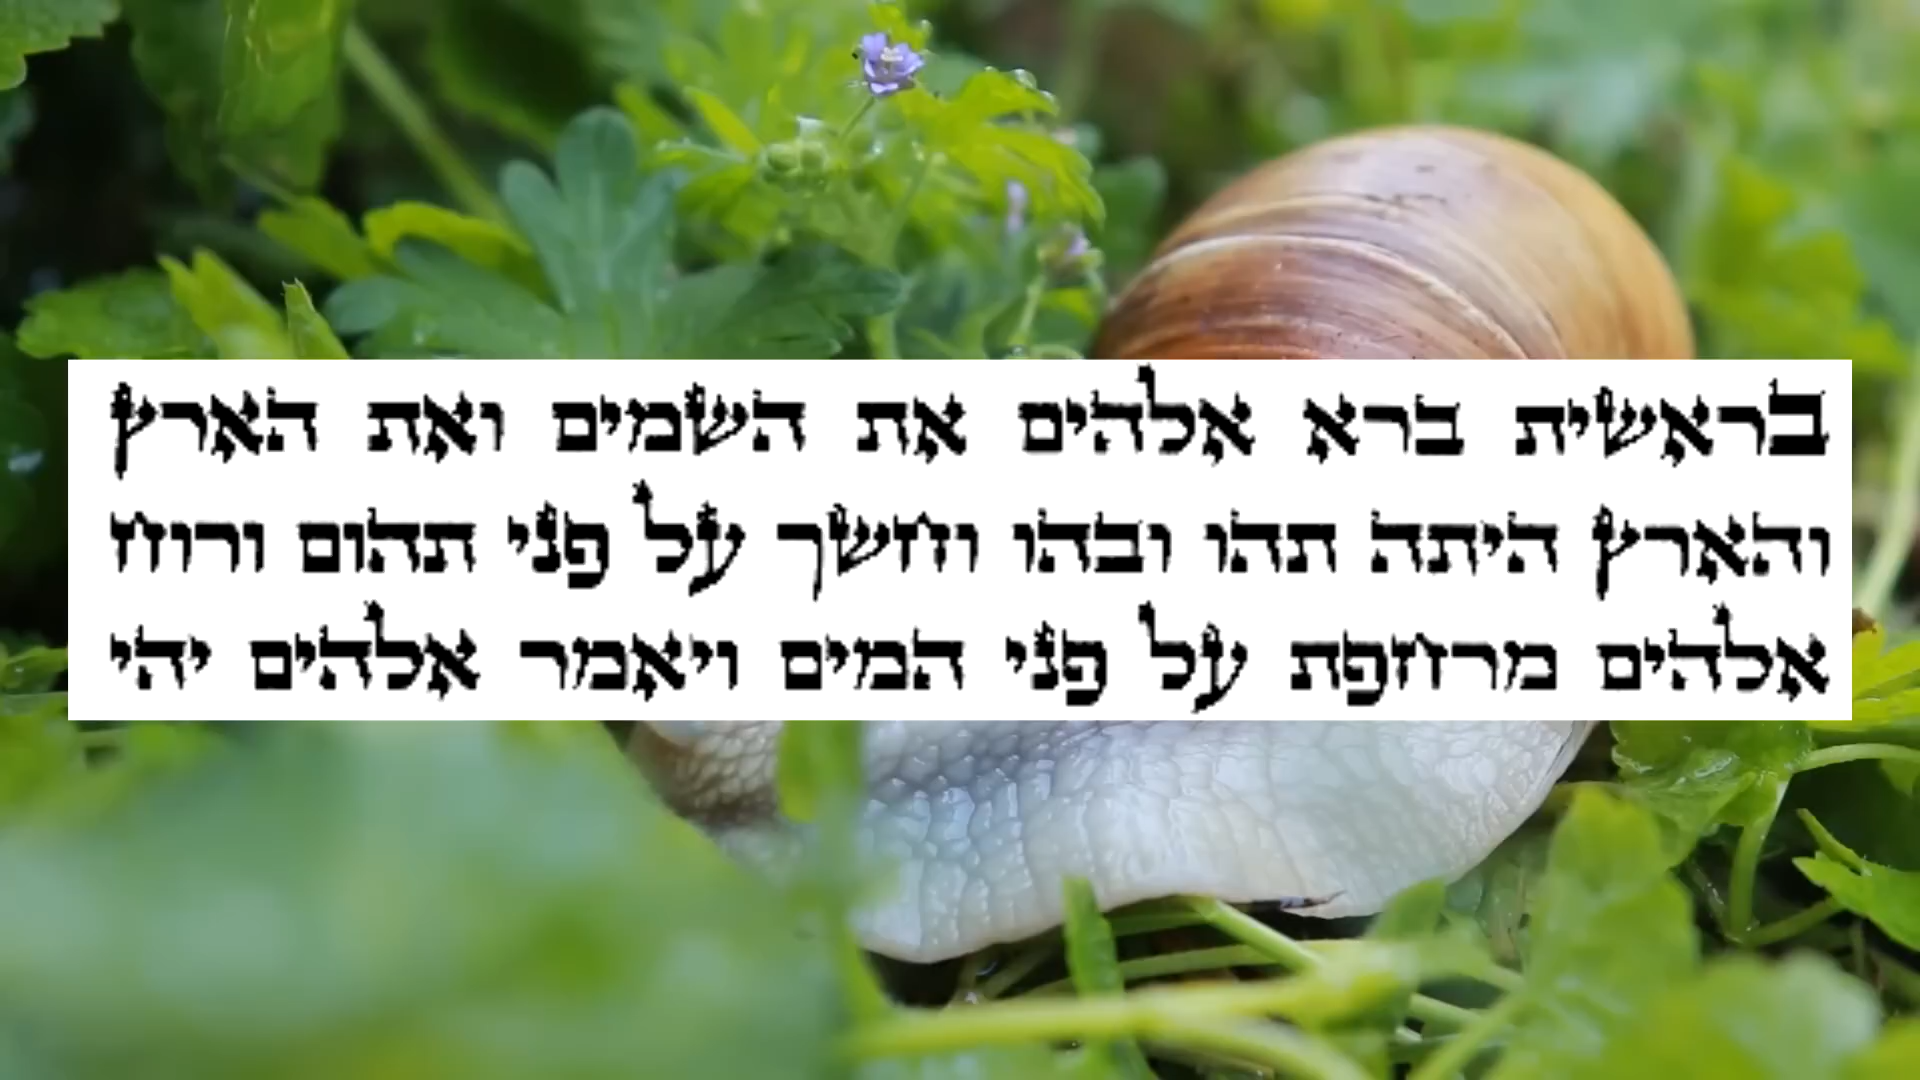 בראשית ברא אלהים את השמים ואת הארץ
והארץ היתה תהו ובהו וחשך על פני תהום ורוח
אלהים מרחפת על פני המים ויאמר אלהים יהי